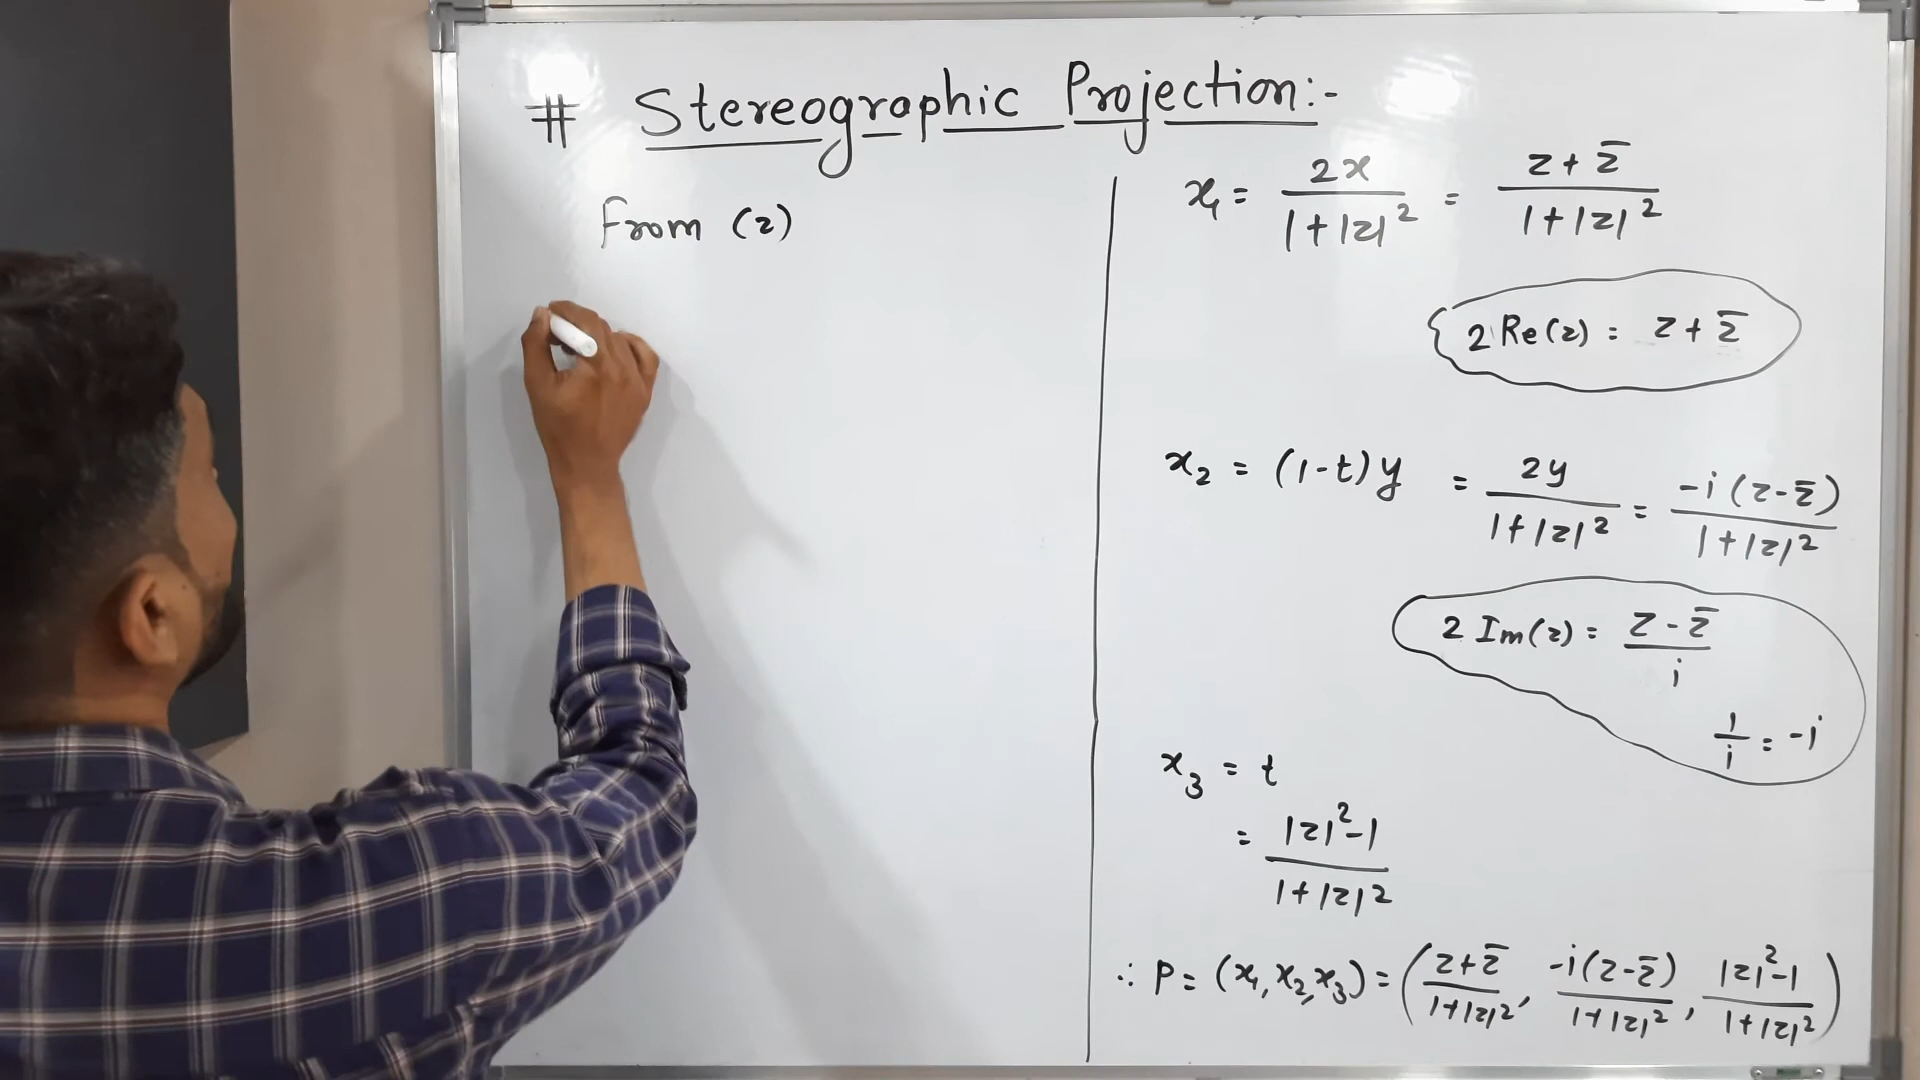 # Stereographic Projection:-
From (2)
x₁ = 2x / 1+|z|² = z+z̄ / 1+|z|²
2 Re(z) = z+z̄
x₂ = (1-t)y = 2y / 1+|z|² = -i(z-z̄) / 1+|z|²
2 Im(z) = z-z̄ / i
1/i = -i
x₃ = t
= |z|²-1 / 1+|z|²
∴ P = (x₁, x₂, x₃) = (z+z̄ / 1+|z|², -i(z-z̄) / 1+|z|², |z|²-1 / 1+|z|²)